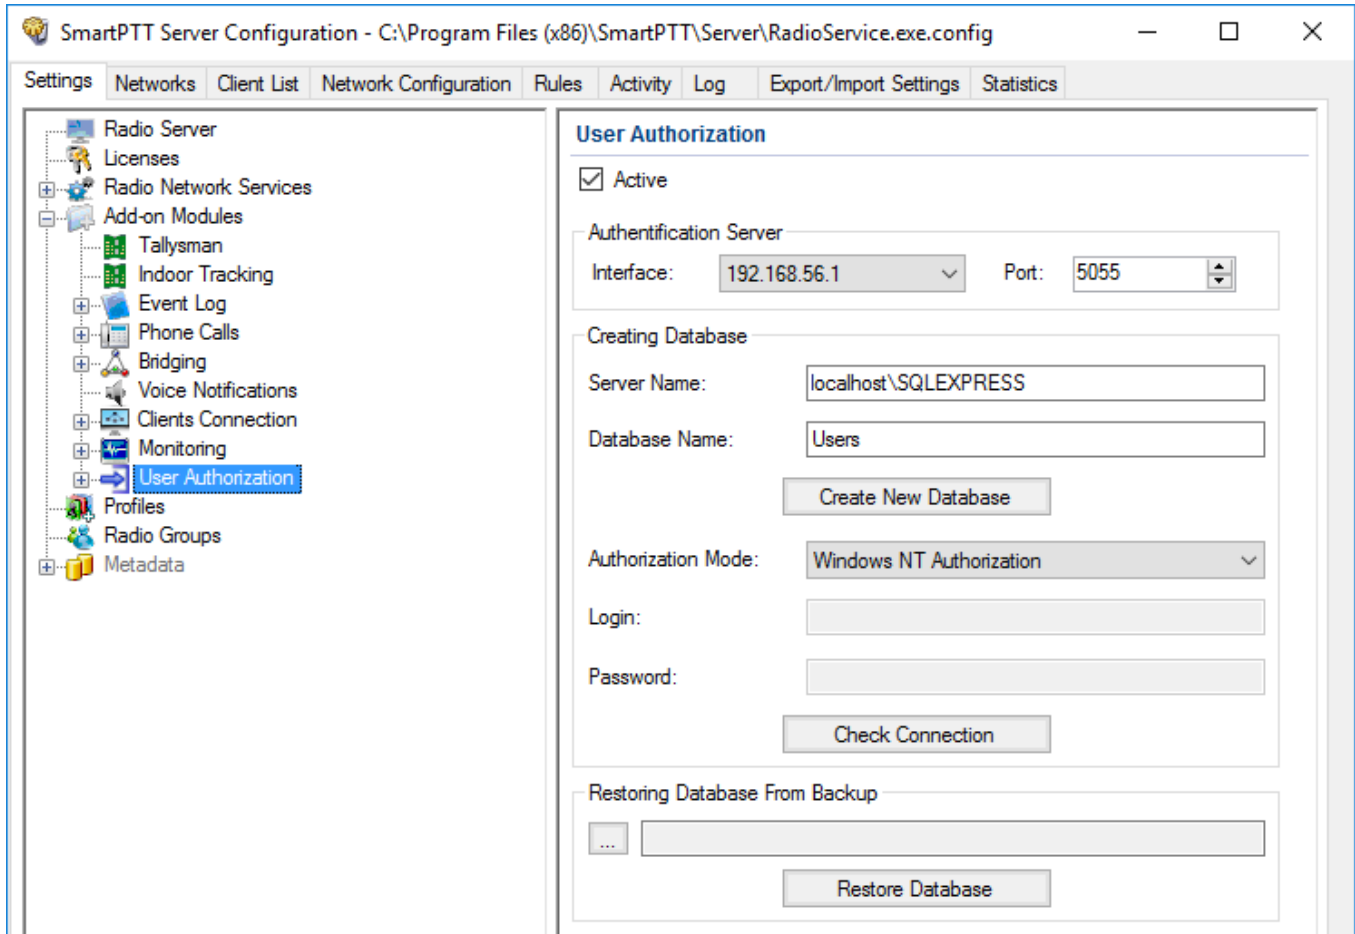 SmartPTT Server Configuration - C:\Program Files (x86)\SmartPTT\Server\RadioService.exe.config
Settings Networks Client List Network Configuration Rules Activity Log Export/Import Settings Statistics
Radio Server
Licenses
Radio Network Services
Add-on Modules
Tallysman
Indoor Tracking
Event Log
Phone Calls
Bridging
Voice Notifications
Clients Connection
Monitoring
User Authorization
Profiles
Radio Groups
Metadata
User Authorization
Active
Authentification Server
Interface: 192.168.56.1 Port: 5055
Creating Database
Server Name: localhost\SQLEXPRESS
Database Name: Users
Create New Database
Authorization Mode: Windows NT Authorization
Login:
Password:
Check Connection
Restoring Database From Backup
...
Restore Database